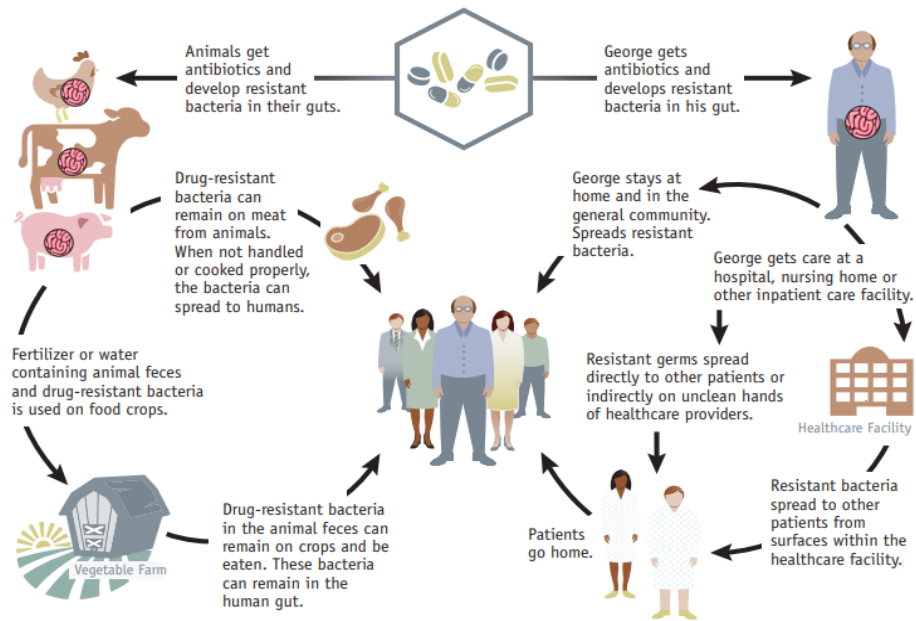 Animals get
antibiotics and
develop resistant
bacteria in their guts.
George gets
antibiotics and
develops resistant
bacteria in his gut.
Drug-resistant
bacteria can
remain on meat
from animals.
When not handled
or cooked properly,
the bacteria can
spread to humans.
George stays at
home and in the
general community.
Spreads resistant
bacteria.
George gets care at a
hospital, nursing home or
other inpatient care facility.
Fertilizer or water
containing animal feces
and drug-resistant bacteria
is used on food crops.
Resistant germs spread
directly to other patients or
indirectly on unclean hands
of healthcare providers.
Healthcare Facility
Vegetable Farm
Drug-resistant bacteria
in the animal feces can
remain on crops and be
eaten. These bacteria
can remain in the
human gut.
Patients
go home.
Resistant bacteria
spread to other
patients from
surfaces within the
healthcare facility.